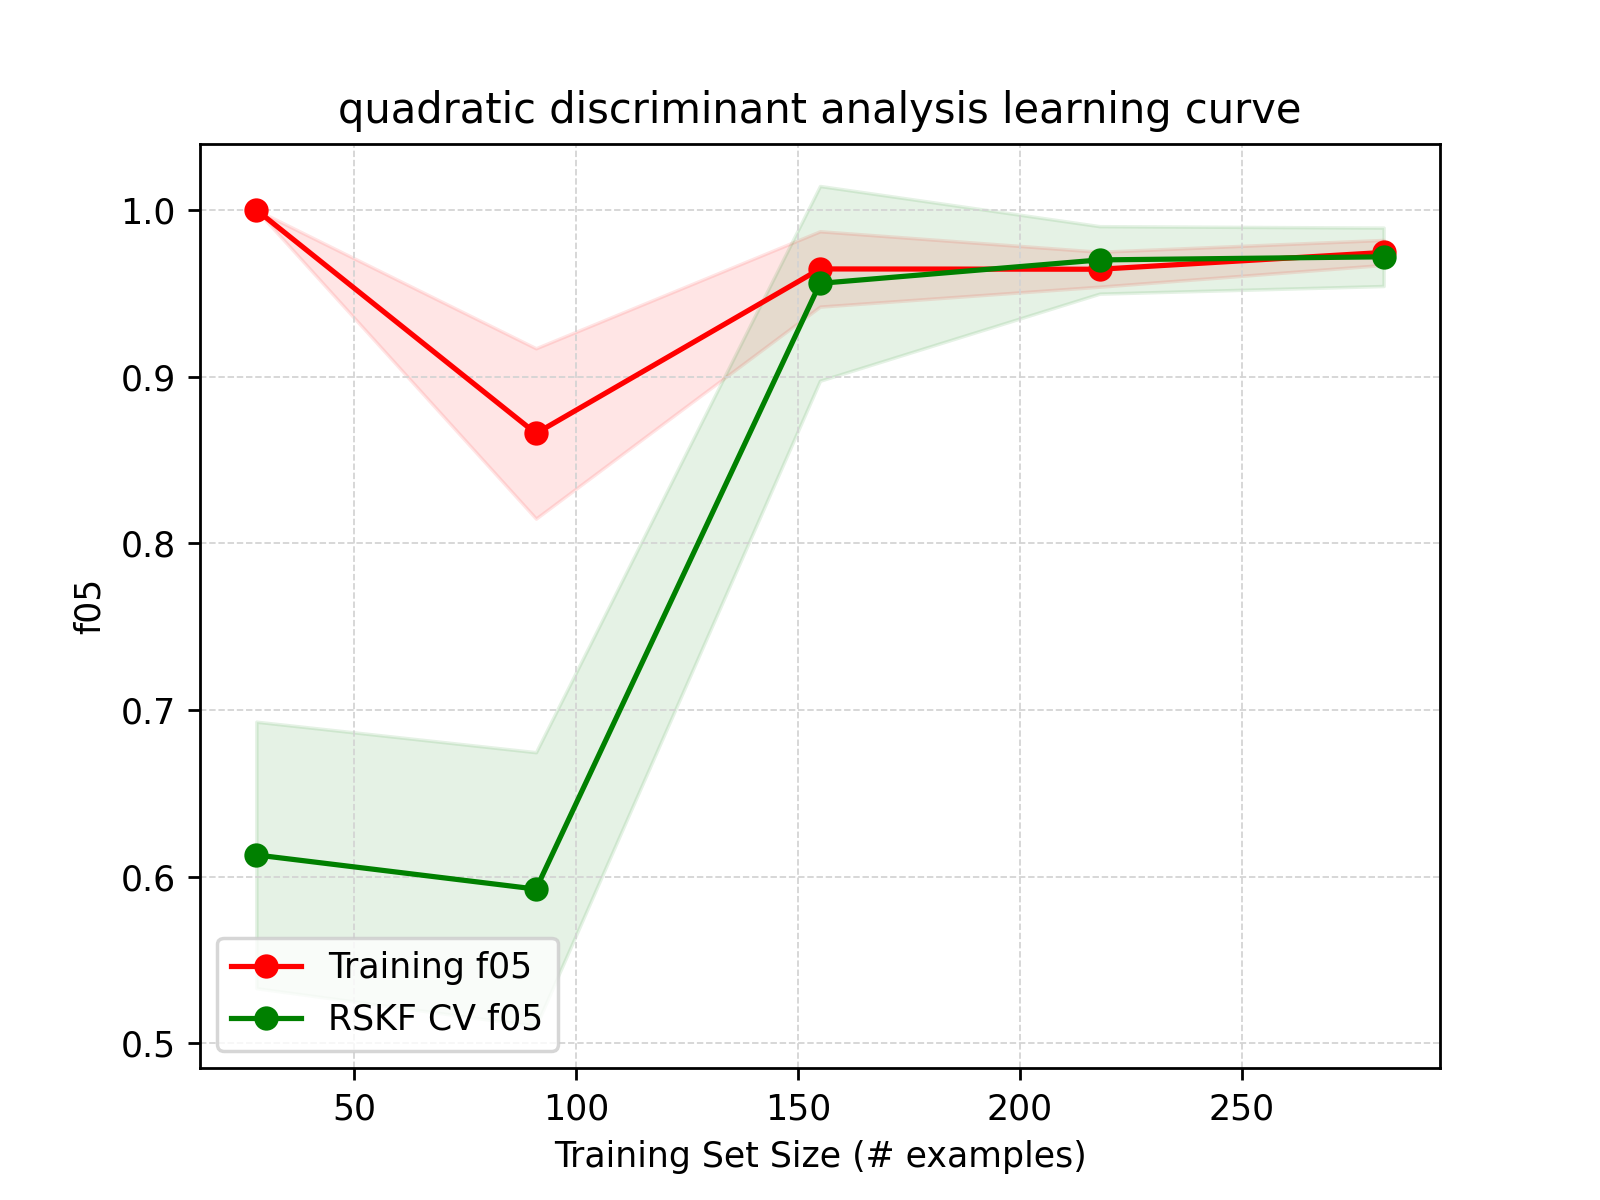 quadratic discriminant analysis learning curve
1.0
0.9
0.8
0.7
0.6
0.5
f05
Training f05
RSKF CV f05
50 100 150 200 250
Training Set Size (# examples)